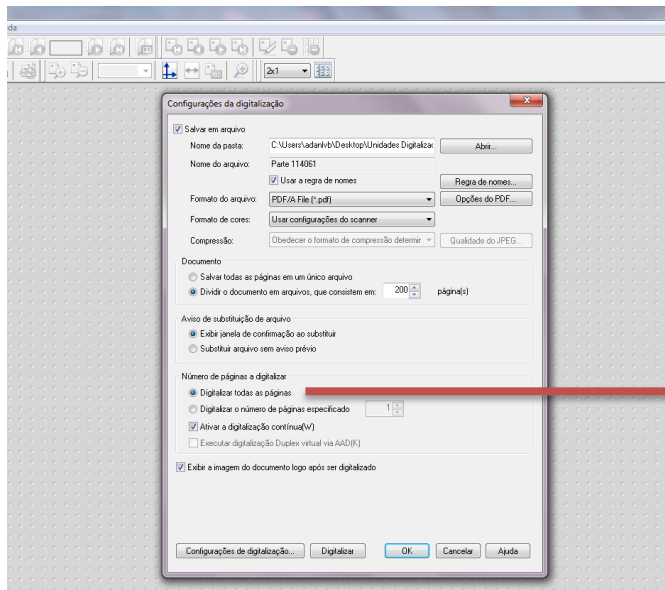 da
2x1
Configurações da digitalização
Salvar em arquivo
Nome da pasta: C:\Users\adanlvb\Desktop\Unidades Digitalizac Abrir...
Nome do arquivo: Parte 114061
Usar a regra de nomes Regra de nomes...
Formato do arquivo: PDF/A File (*.pdf) Opções do PDF...
Formato de cores: Usar configurações do scanner
Compressão: Obedecer o formato de compressão determir Qualidade do JPEG...
Documento
Salvar todas as páginas em um único arquivo
Dividir o documento em arquivos, que consistem em: 200 página(s)
Aviso de substituição de arquivo
Exibir janela de confirmação ao substituir
Substituir arquivo sem aviso prévio
Número de páginas a digitalizar
Digitalizar todas as páginas
Digitalizar o número de páginas especificado 1
Ativar a digitalização contínua(W)
Executar digitalização Duplex virtual via AAD(K)
Exibir a imagem do documento logo após ser digitalizado
Configurações de digitalização... Digitalizar OK Cancelar Ajuda